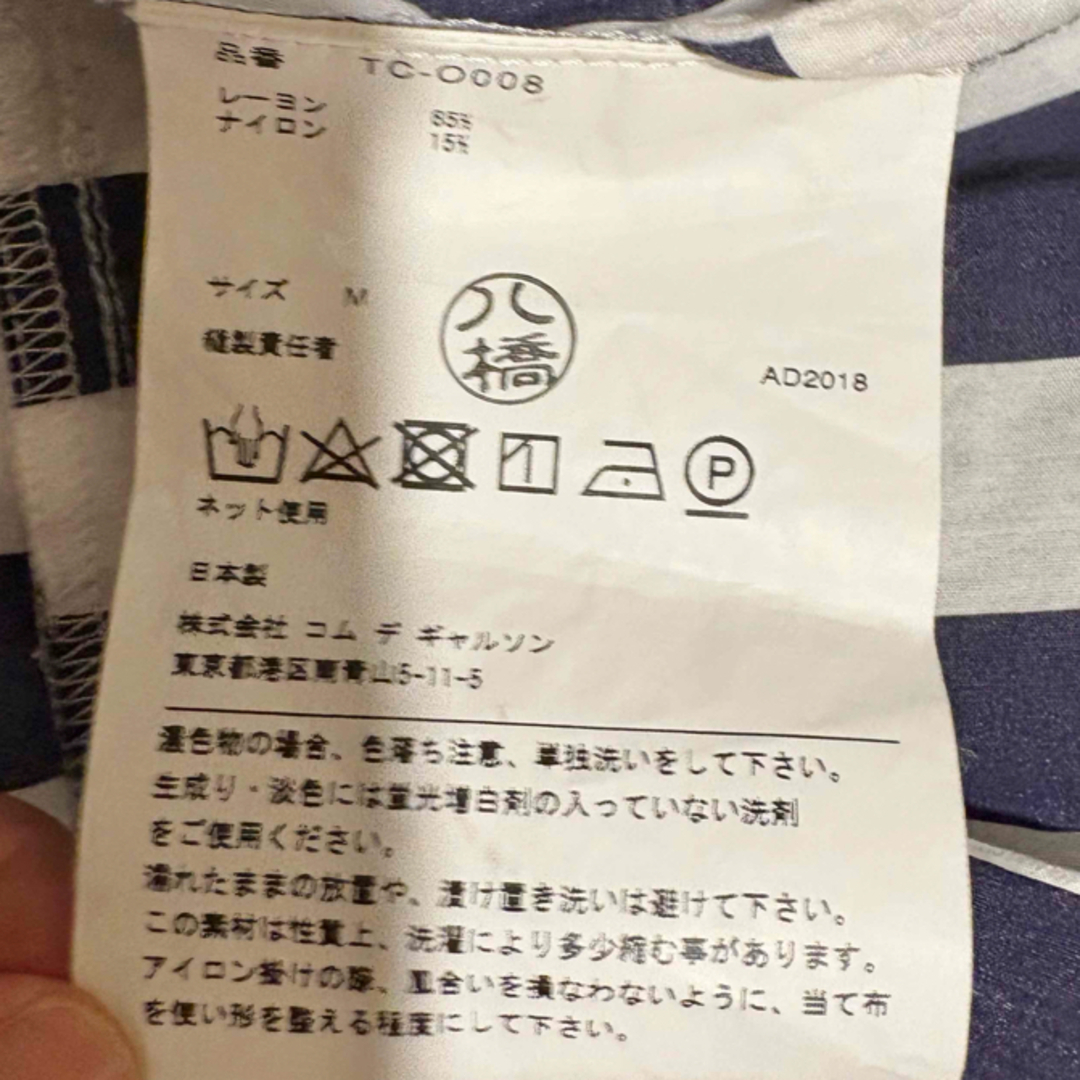 品番 TC-O008
レーヨン 85%
ナイロン 15%
サイズ M
八橋
縫製責任者
AD2018
P
ネット使用
日本製
株式会社 コム デ ギャルソン
東京都港区南青山5-11-5
濃色物の場合、色落ち注意、単独洗いをして下さい。
生成り・淡色には蛍光増白剤の入っていない洗剤
をご使用ください。
濡れたままの放置や、漬け置き洗いは避けて下さい。
この素材は性質上、洗濯により多少縮む事があります。
アイロン掛けの際、風合いを損なわないように、当て布
を使い形を整える程度にして下さい。